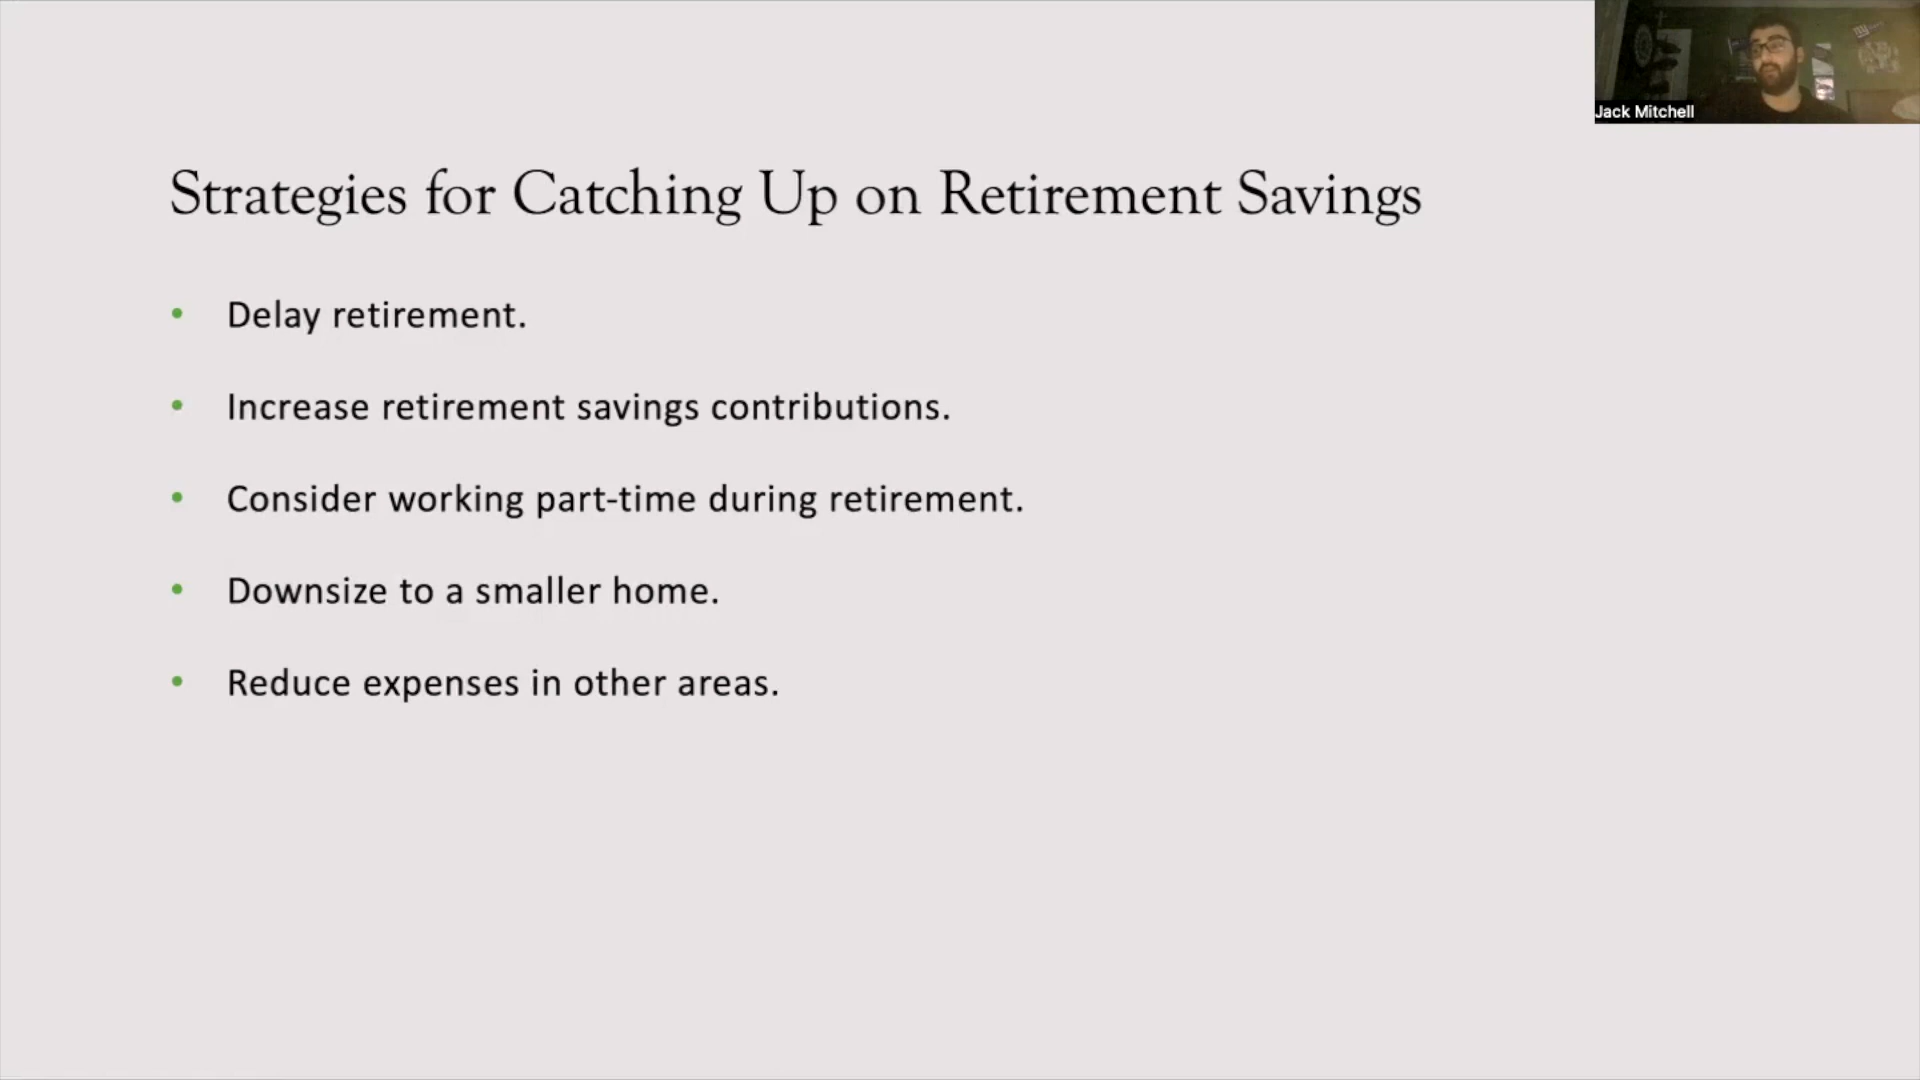 Jack Mitchell
Strategies for Catching Up on Retirement Savings
• Delay retirement.
• Increase retirement savings contributions.
• Consider working part-time during retirement.
• Downsize to a smaller home.
• Reduce expenses in other areas.